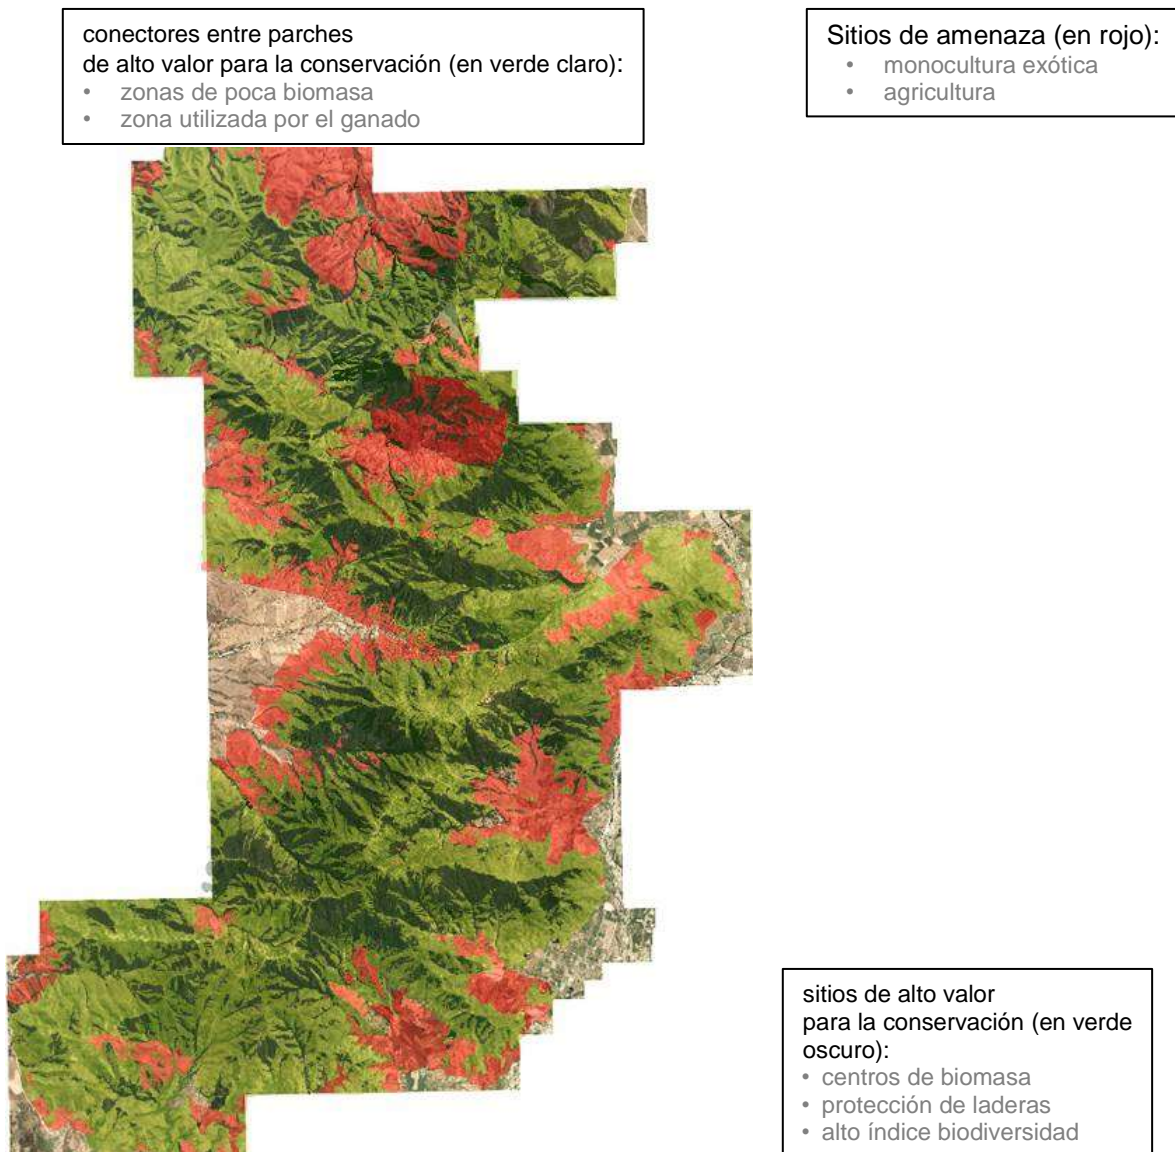 conectores entre parches
de alto valor para la conservación (en verde claro):
• zonas de poca biomasa
• zona utilizada por el ganado
Sitios de amenaza (en rojo):
• monocultura exótica
• agricultura
sitios de alto valor
para la conservación (en verde
oscuro):
• centros de biomasa
• protección de laderas
• alto índice biodiversidad